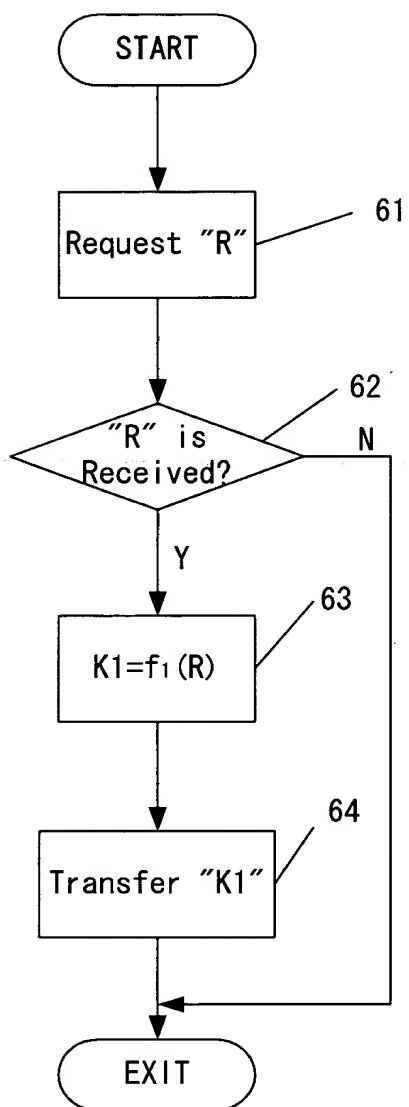 START
Request "R"
61
62
"R" is
Received?
N
Y
63
K1=f₁(R)
64
Transfer "K1"
EXIT